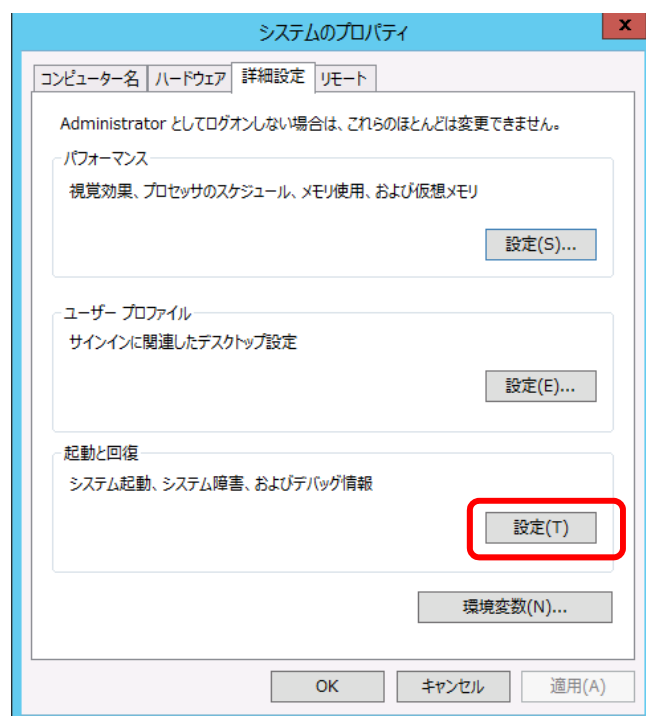 システムのプロパティ
x
コンピューター名 ハードウェア 詳細設定 リモート
Administrator としてログオンしない場合は、これらのほとんどは変更できません。
パフォーマンス
視覚効果、プロセッサのスケジュール、メモリ使用、および仮想メモリ
設定(S)...
ユーザー プロファイル
サインインに関連したデスクトップ設定
設定(E)...
起動と回復
システム起動、システム障害、およびデバッグ情報
設定(T)
環境変数(N)...
OK キャンセル 適用(A)